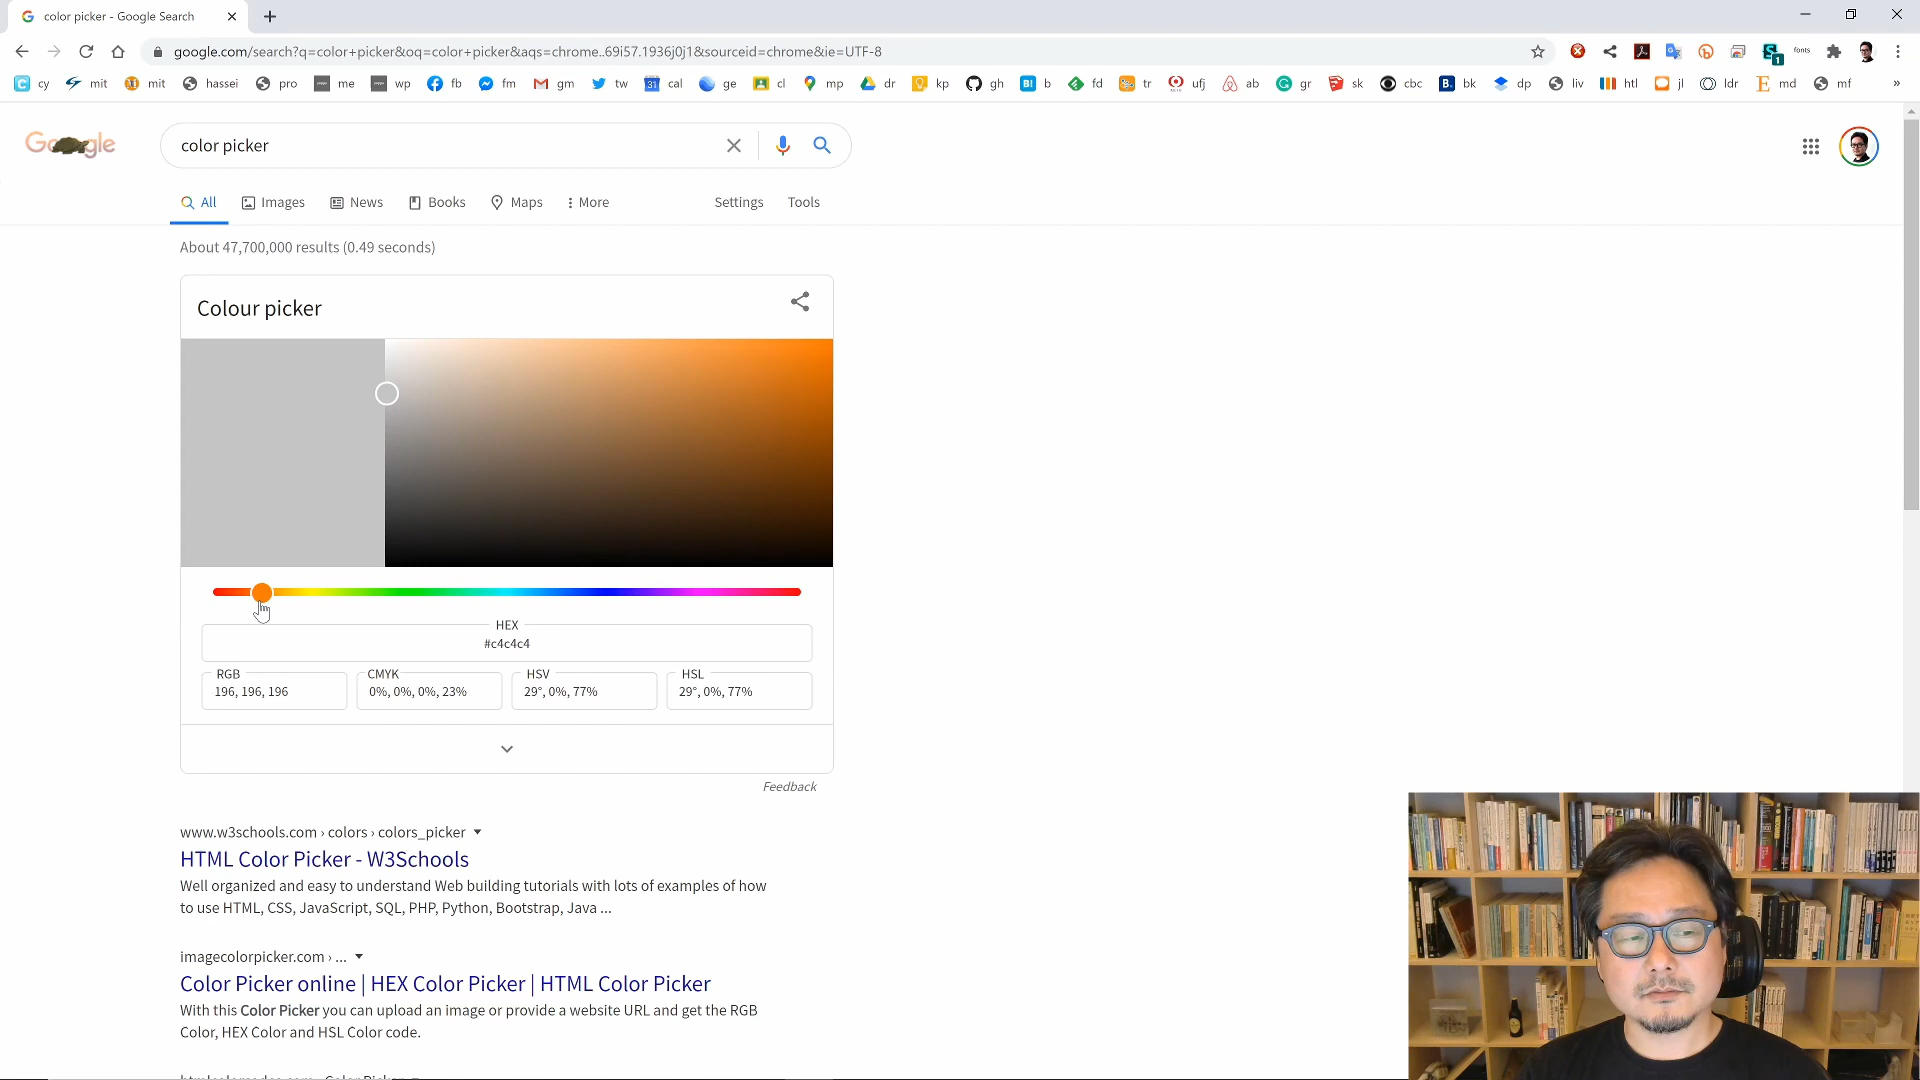 color picker - Google Search
google.com/search?q=color+picker&oq=color+picker&aqs=chrome..69i57.1936j0j1&sourceid=chrome&ie=UTF-8
fonts
1
cy mit mit hassei pro me wp fb fm gm tw cal ge cl mp dr kp gh b fd tr ufj ab gr sk cbc bk dp liv htl jl ldr md mf »
color picker
All Images News Books Maps More Settings Tools
About 47,700,000 results (0.49 seconds)
Colour picker
HEX
#c4c4c4
RGB CMYK HSV HSL
196, 196, 196 0%, 0%, 0%, 23% 29°, 0%, 77% 29°, 0%, 77%
Feedback
www.w3schools.com › colors › colors_picker
HTML Color Picker - W3Schools
Well organized and easy to understand Web building tutorials with lots of examples of how
to use HTML, CSS, JavaScript, SQL, PHP, Python, Bootstrap, Java ...
imagecolorpicker.com › ...
Color Picker online | HEX Color Picker | HTML Color Picker
With this Color Picker you can upload an image or provide a website URL and get the RGB
Color, HEX Color and HSL Color code.